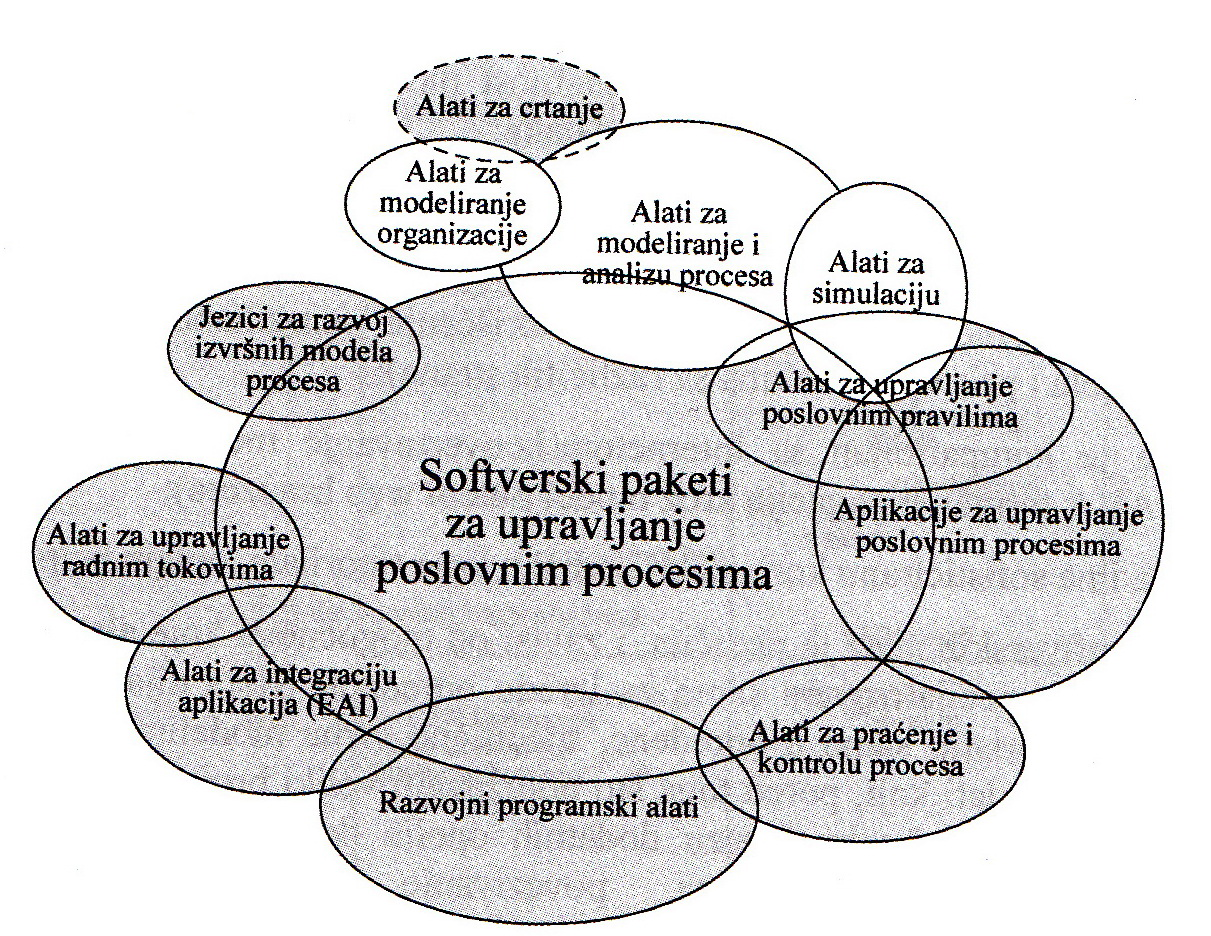 Alati za crtanje
Alati za
modeliranje
organizacije
Alati za
modeliranje i
analizu procesa
Alati za
simulaciju
Jezici za razvoj
izvršnih modela
procesa
Alati za upravljanje
poslovnim pravilima
Softverski paketi
za upravljanje
poslovnim procesima
Aplikacije za upravljanje
poslovnim procesima
Alati za upravljanje
radnim tokovima
Alati za integraciju
aplikacija (EAI)
Alati za praćenje i
kontrolu procesa
Razvojni programski alati